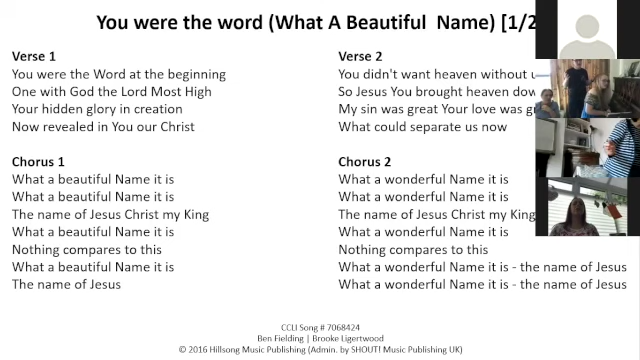 You were the word (What A Beautiful Name) [1/2
Verse 1
You were the Word at the beginning
One with God the Lord Most High
Your hidden glory in creation
Now revealed in You our Christ
Chorus 1
What a beautiful Name it is
What a beautiful Name it is
The name of Jesus Christ my King
What a beautiful Name it is
Nothing compares to this
What a beautiful Name it is
The name of Jesus
Verse 2
You didn't want heaven without
So Jesus You brought heaven
My sin was great Your love was
What could separate us now
Chorus 2
What a wonderful Name it is
What a wonderful Name it is
The name of Jesus Christ my King
What a wonderful Name it is
Nothing compares to this
What a wonderful Name it is - the name of Jesus
What a wonderful Name it is - the name of Jesus
CCLI Song # 7068424
Ben Fielding | Brooke Ligertwood
© 2016 Hillsong Music Publishing (Admin. by SHOUT! Music Publishing UK)